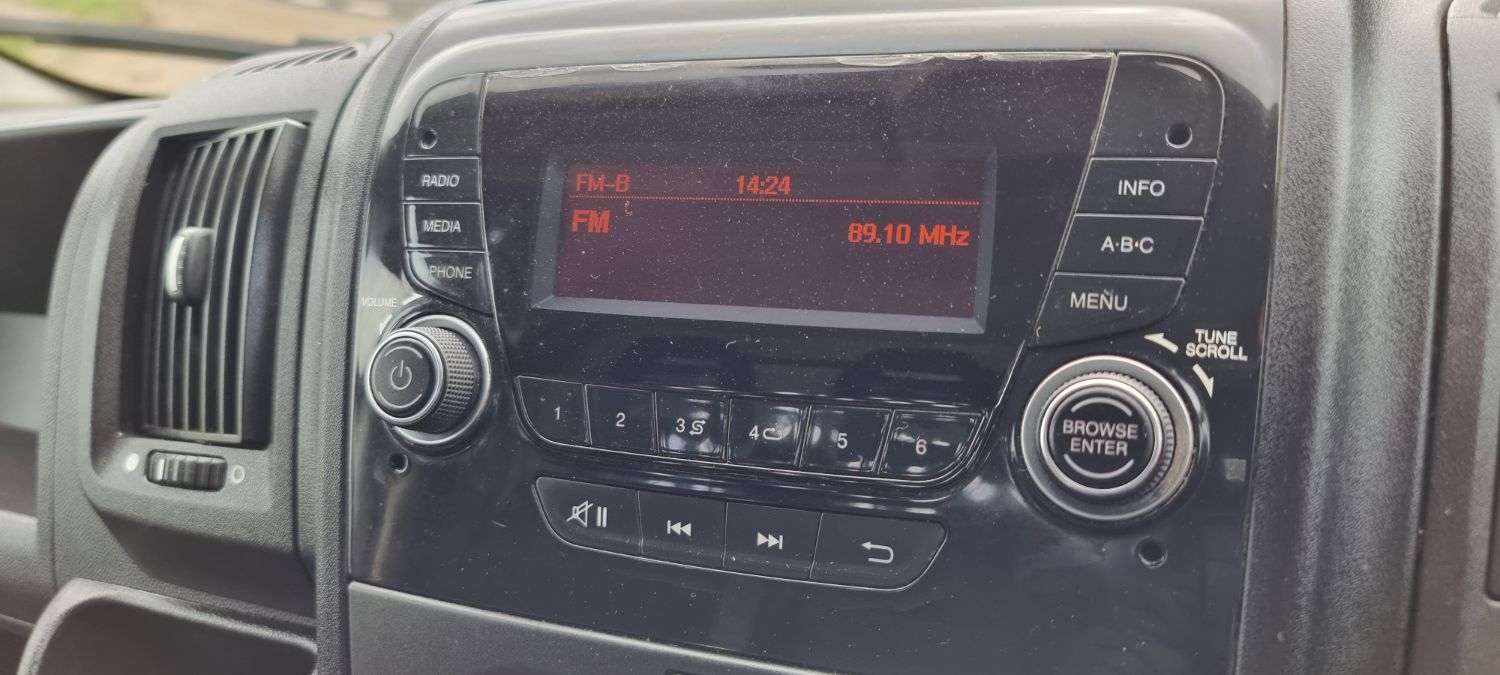 FM-B 14:24
FM 89.10 MHz
RADIO
MEDIA
PHONE
VOLUME
INFO
A·B·C
MENU
TUNE
SCROLL
1 2 3 4 5 6
BROWSE
ENTER